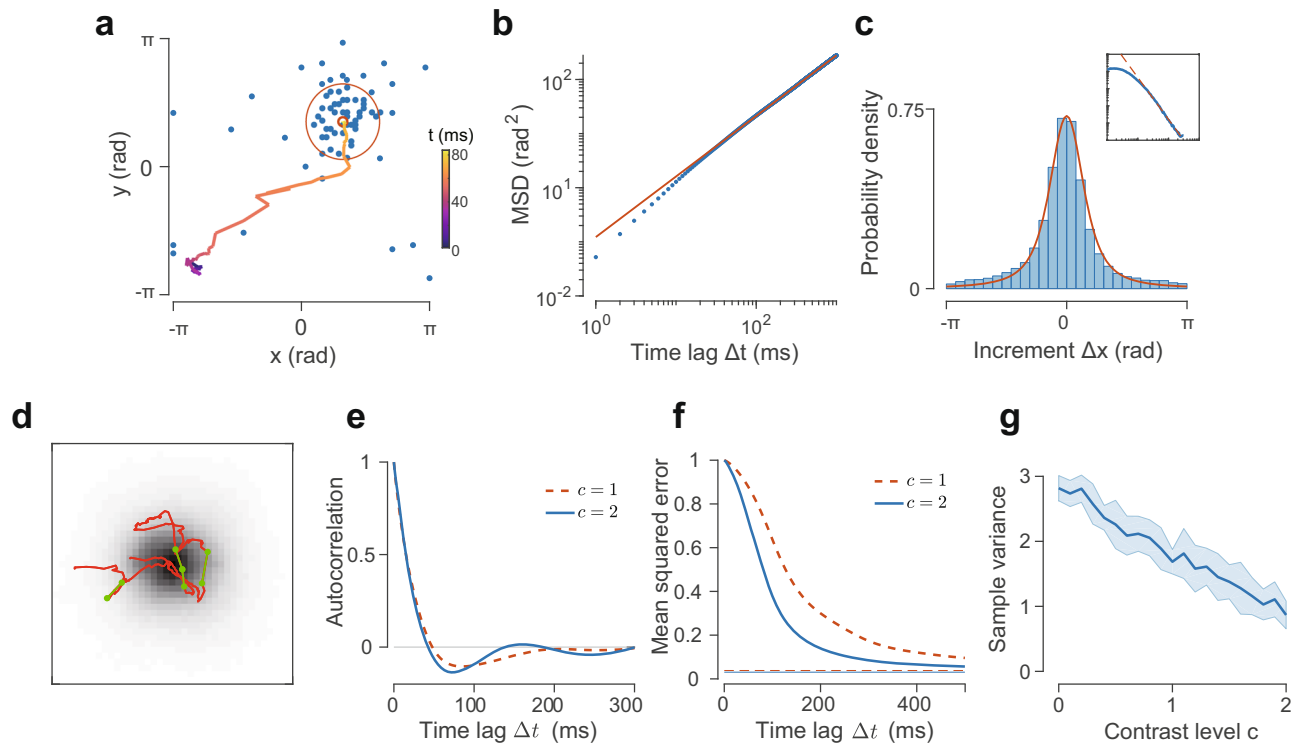 a
π
0
-π
y (rad)
-π
0
π
x (rad)
t (ms)
80
40
0
b
10²
10¹
10⁻²
MSD (rad²)
10⁰
10²
Time lag Δt (ms)
c
0.75
0
Probability density
-π
0
π
Increment Δx (rad)
d
e
1
0.5
0
Autocorrelation
c = 1
c = 2
0
100
200
300
Time lag Δt (ms)
f
1
0.8
0.6
0.4
0.2
0
Mean squared error
c = 1
c = 2
0
200
400
Time lag Δt (ms)
g
3
2
1
0
Sample variance
0
1
2
Contrast level c